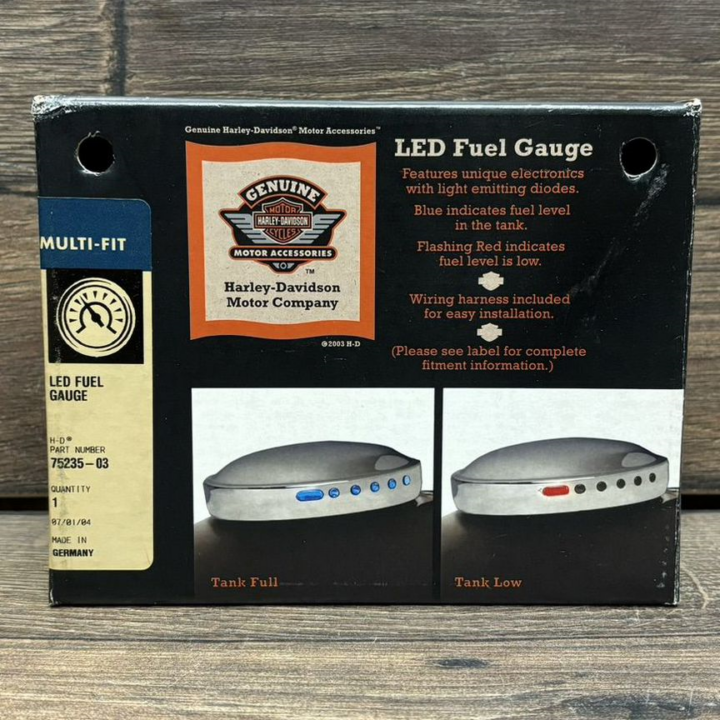 Genuine Harley-Davidson® Motor Accessories™
GENUINE
MOTOR
HARLEY-DAVIDSON
CYCLES
MOTOR ACCESSORIES
™
Harley-Davidson
Motor Company
©2003 H-D
LED Fuel Gauge
Features unique electronics
with light emitting diodes.
Blue indicates fuel level
in the tank.
Flashing Red indicates
fuel level is low.
Wiring harness included
for easy installation.
(Please see label for complete
fitment information.)
MULTI-FIT
LED FUEL
GAUGE
H-D®
PART NUMBER
75235-03
QUANTITY
1
07/01/04
MADE IN
GERMANY
Tank Full
Tank Low